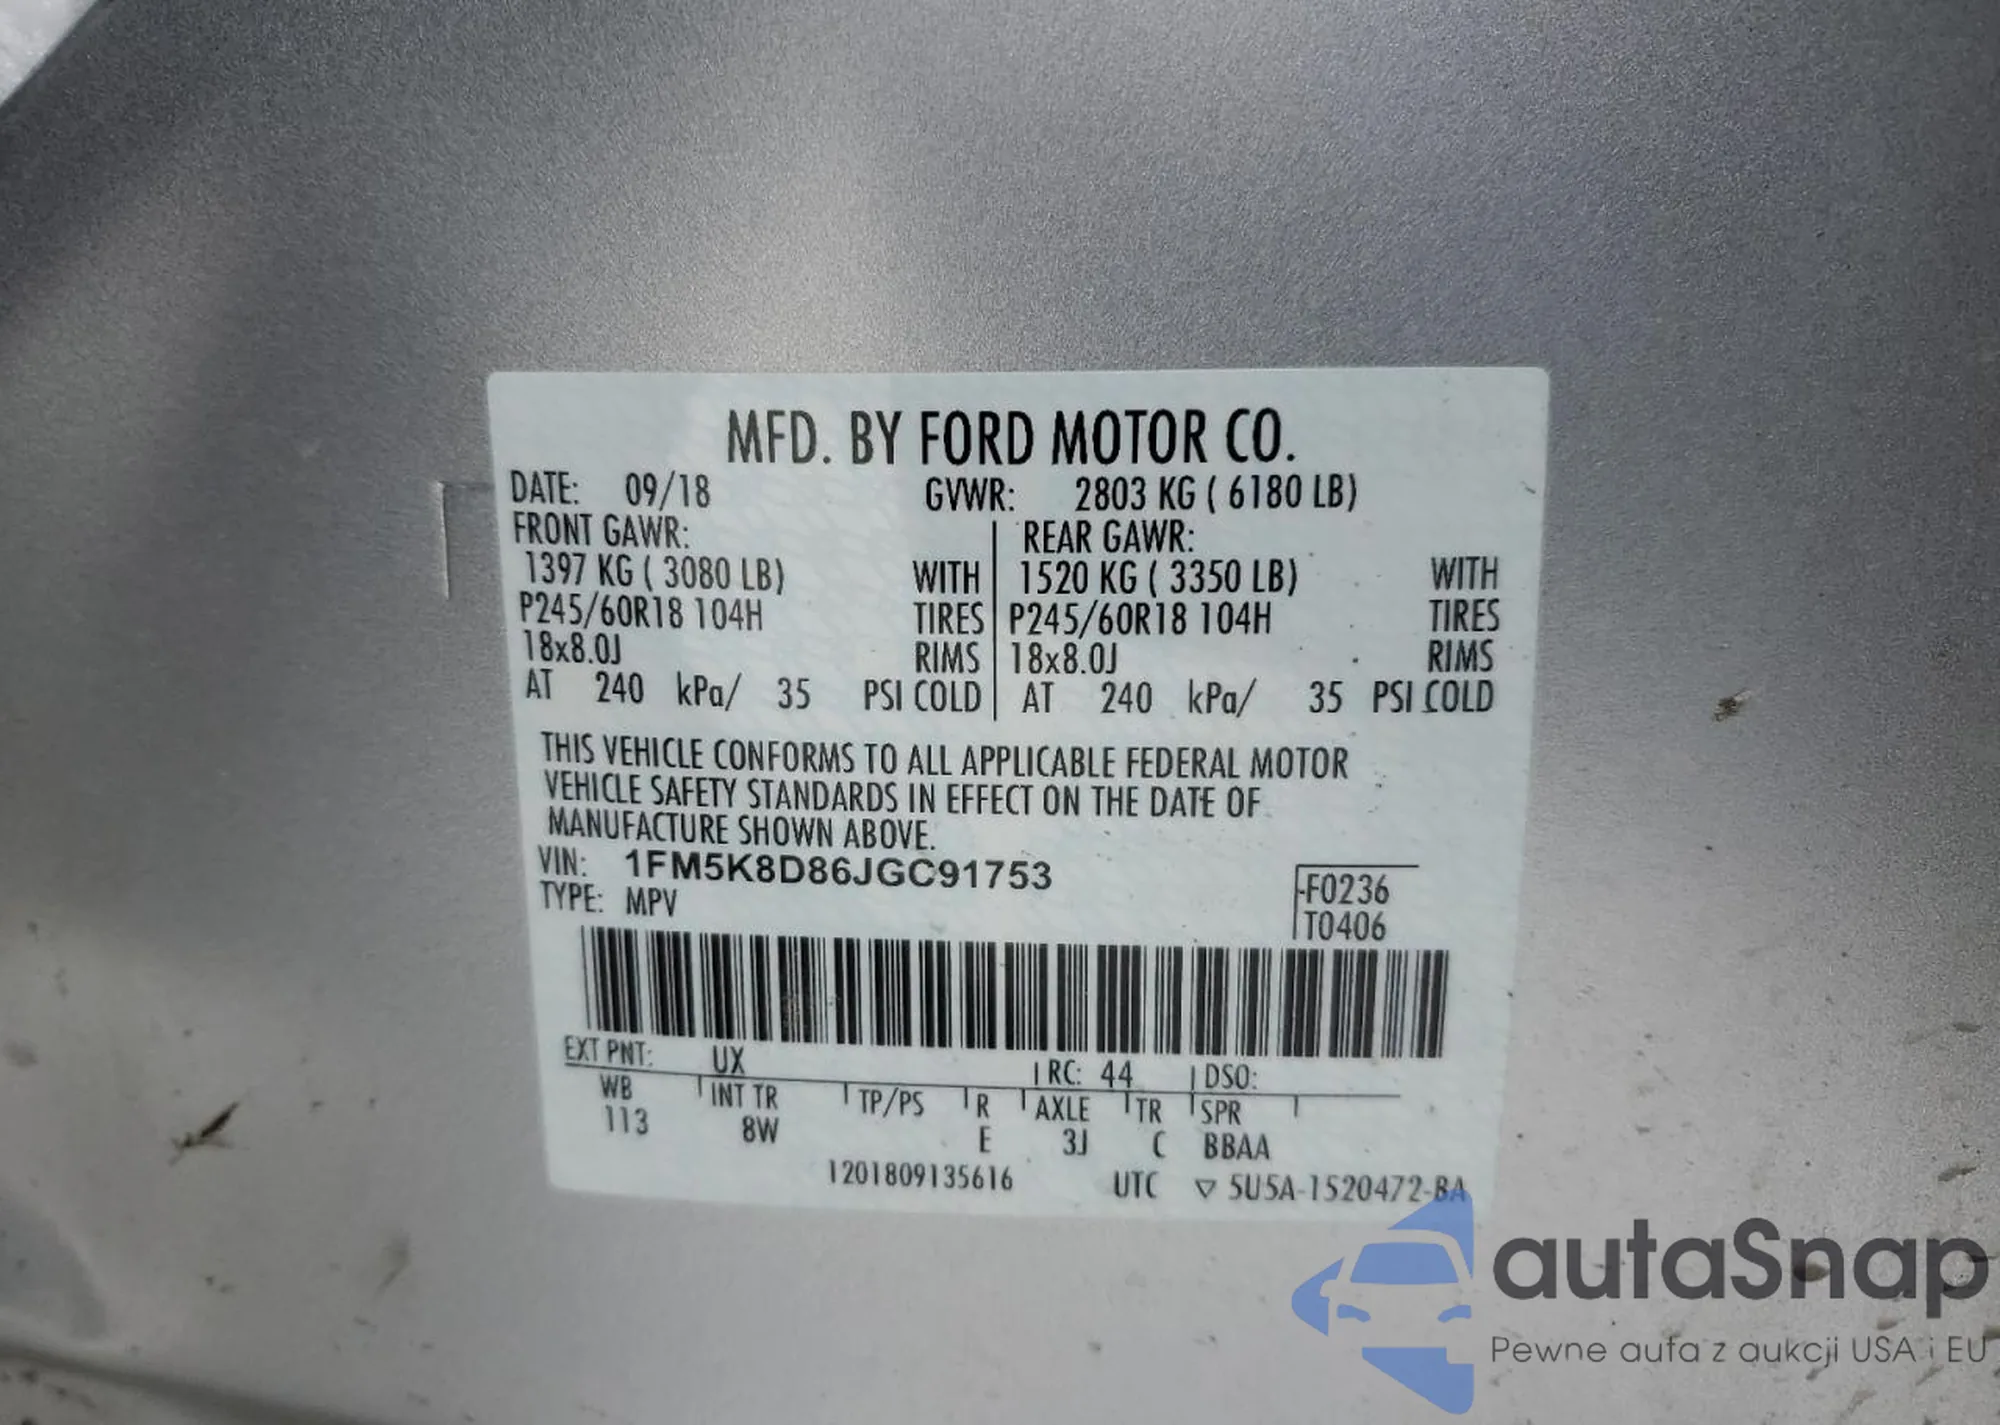 MFD. BY FORD MOTOR CO.
DATE: 09/18 GVWR: 2803 KG ( 6180 LB)
FRONT GAWR: REAR GAWR:
1397 KG ( 3080 LB) WITH 1520 KG ( 3350 LB) WITH
P245/60R18 104H TIRES P245/60R18 104H TIRES
18x8.0J RIMS 18x8.0J RIMS
AT 240 kPa/ 35 PSI COLD AT 240 kPa/ 35 PSI COLD
THIS VEHICLE CONFORMS TO ALL APPLICABLE FEDERAL MOTOR
VEHICLE SAFETY STANDARDS IN EFFECT ON THE DATE OF
MANUFACTURE SHOWN ABOVE.
VIN: 1FM5K8D86JGC91753
F0236
TYPE: MPV
T0406
EXT PNT: UX RC: 44 DSO:
WB INT TR TP/PS R AXLE TR SPR
113 8W E 3J C BBAA
1201809135616 UTC ▽ 5U5A-1520472-BA
autaSnap
Pewne auta z aukcji USA i EU